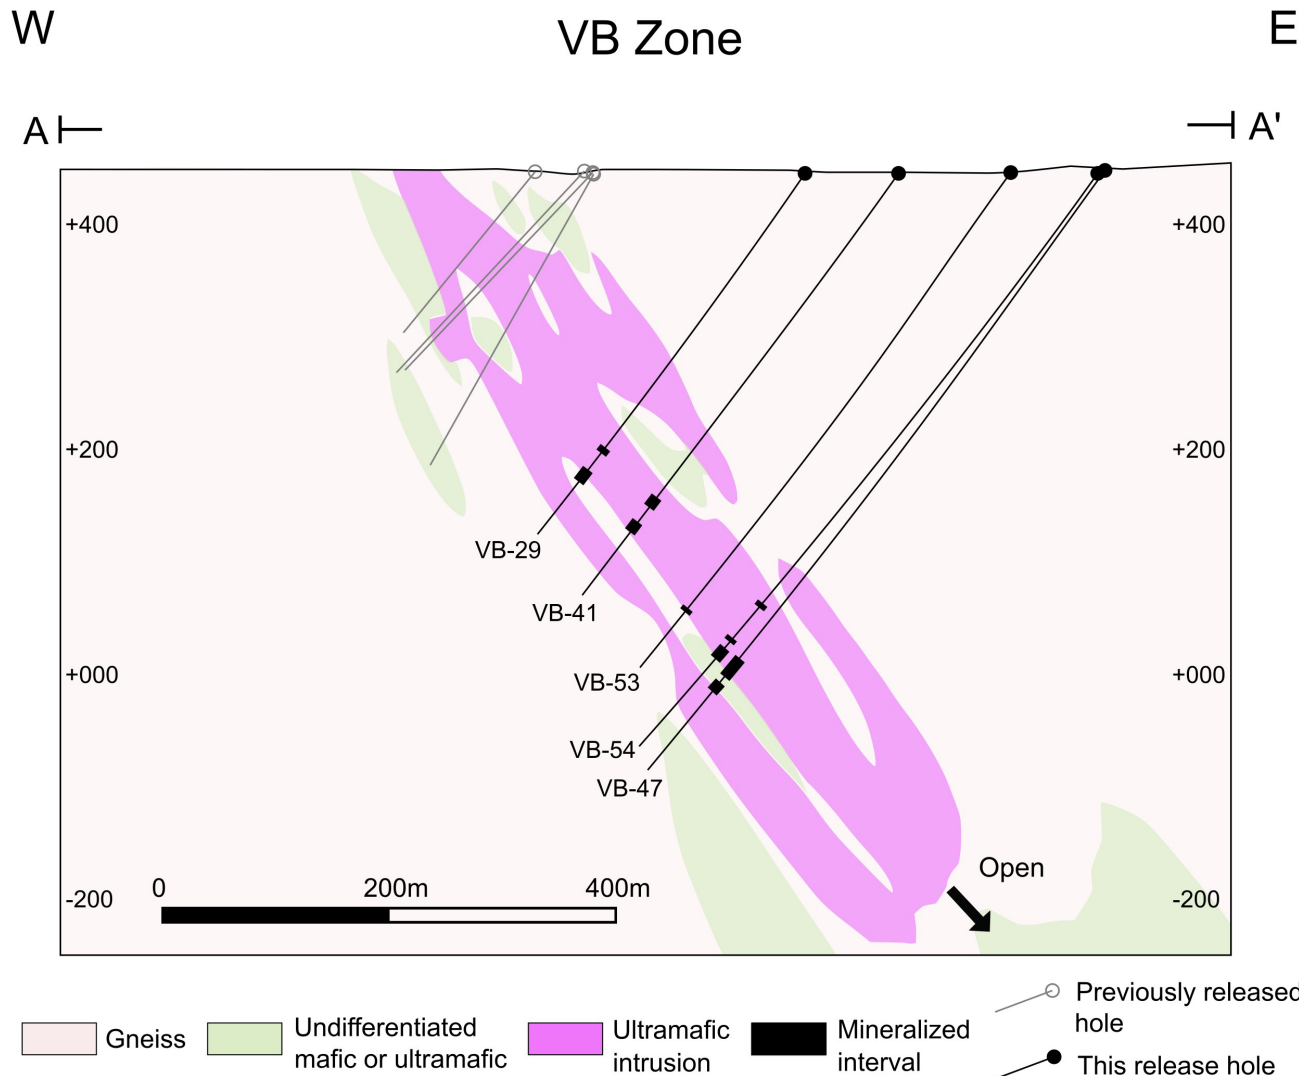 W
E
VB Zone
A
A'
+400
+400
+200
+200
VB-29
VB-41
+000
+000
VB-53
VB-54
VB-47
Open
0
200m
400m
-200
-200
Gneiss
Undifferentiated
mafic or ultramafic
Ultramafic
intrusion
Mineralized
interval
Previously released
hole
This release hole